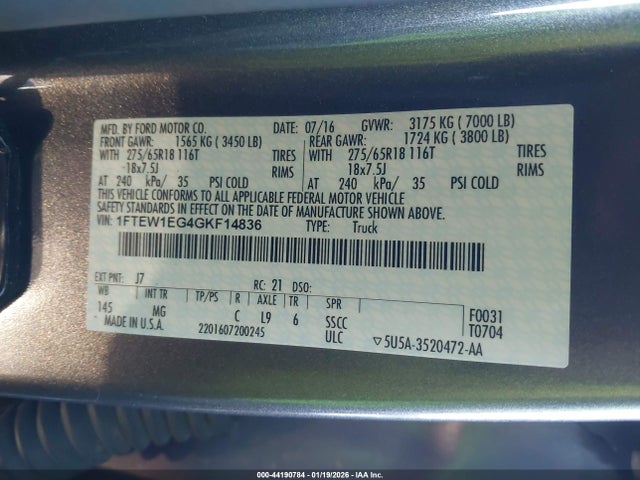 MFD. BY FORD MOTOR CO. DATE: 07/16 GVWR: 3175 KG ( 7000 LB)
FRONT GAWR: 1565 KG ( 3450 LB) REAR GAWR: 1724 KG ( 3800 LB)
WITH 275/65R18 116T TIRES WITH 275/65R18 116T TIRES
-18x7.5J RIMS -18x7.5J RIMS
AT 240 kPa/ 35 PSI COLD AT 240 kPa/ 35 PSI COLD
THIS VEHICLE CONFORMS TO ALL APPLICABLE FEDERAL MOTOR VEHICLE
SAFETY STANDARDS IN EFFECT ON THE DATE OF MANUFACTURE SHOWN ABOVE.
VIN: 1FTEW1EG4GKF14836 TYPE: Truck
EXT PNT: J7 RC: 21 DSO:
WB INT TR TP/PS R AXLE TR SPR F0031
145 MG C L9 6 SSCC T0704
MADE IN U.S.A. 2201607200245 ULC ▽5U5A-3520472-AA
000-44190784 - 01/19/2026 - IAA Inc.